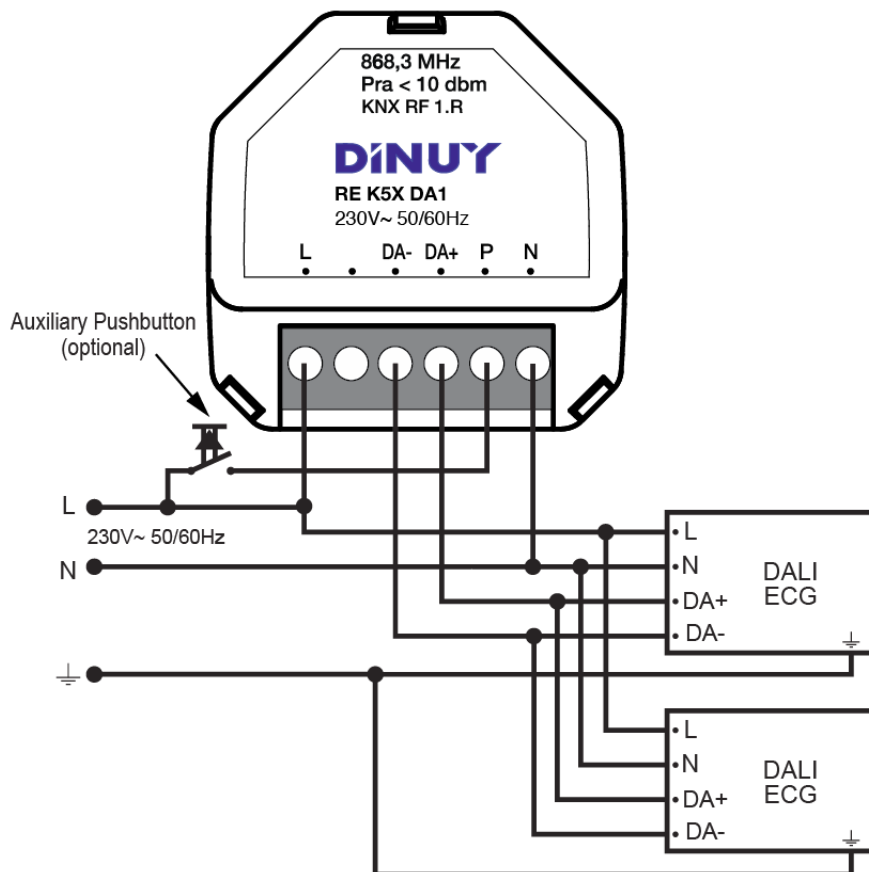 868,3 MHz
Pra < 10 dbm
KNX RF 1.R
DiNUY
RE K5X DA1
230V~ 50/60Hz
L DA- DA+ P N
Auxiliary Pushbutton
(optional)
L
230V~ 50/60Hz
N
L
N
DA+
DA-
DALI
ECG
L
N
DA+
DA-
DALI
ECG